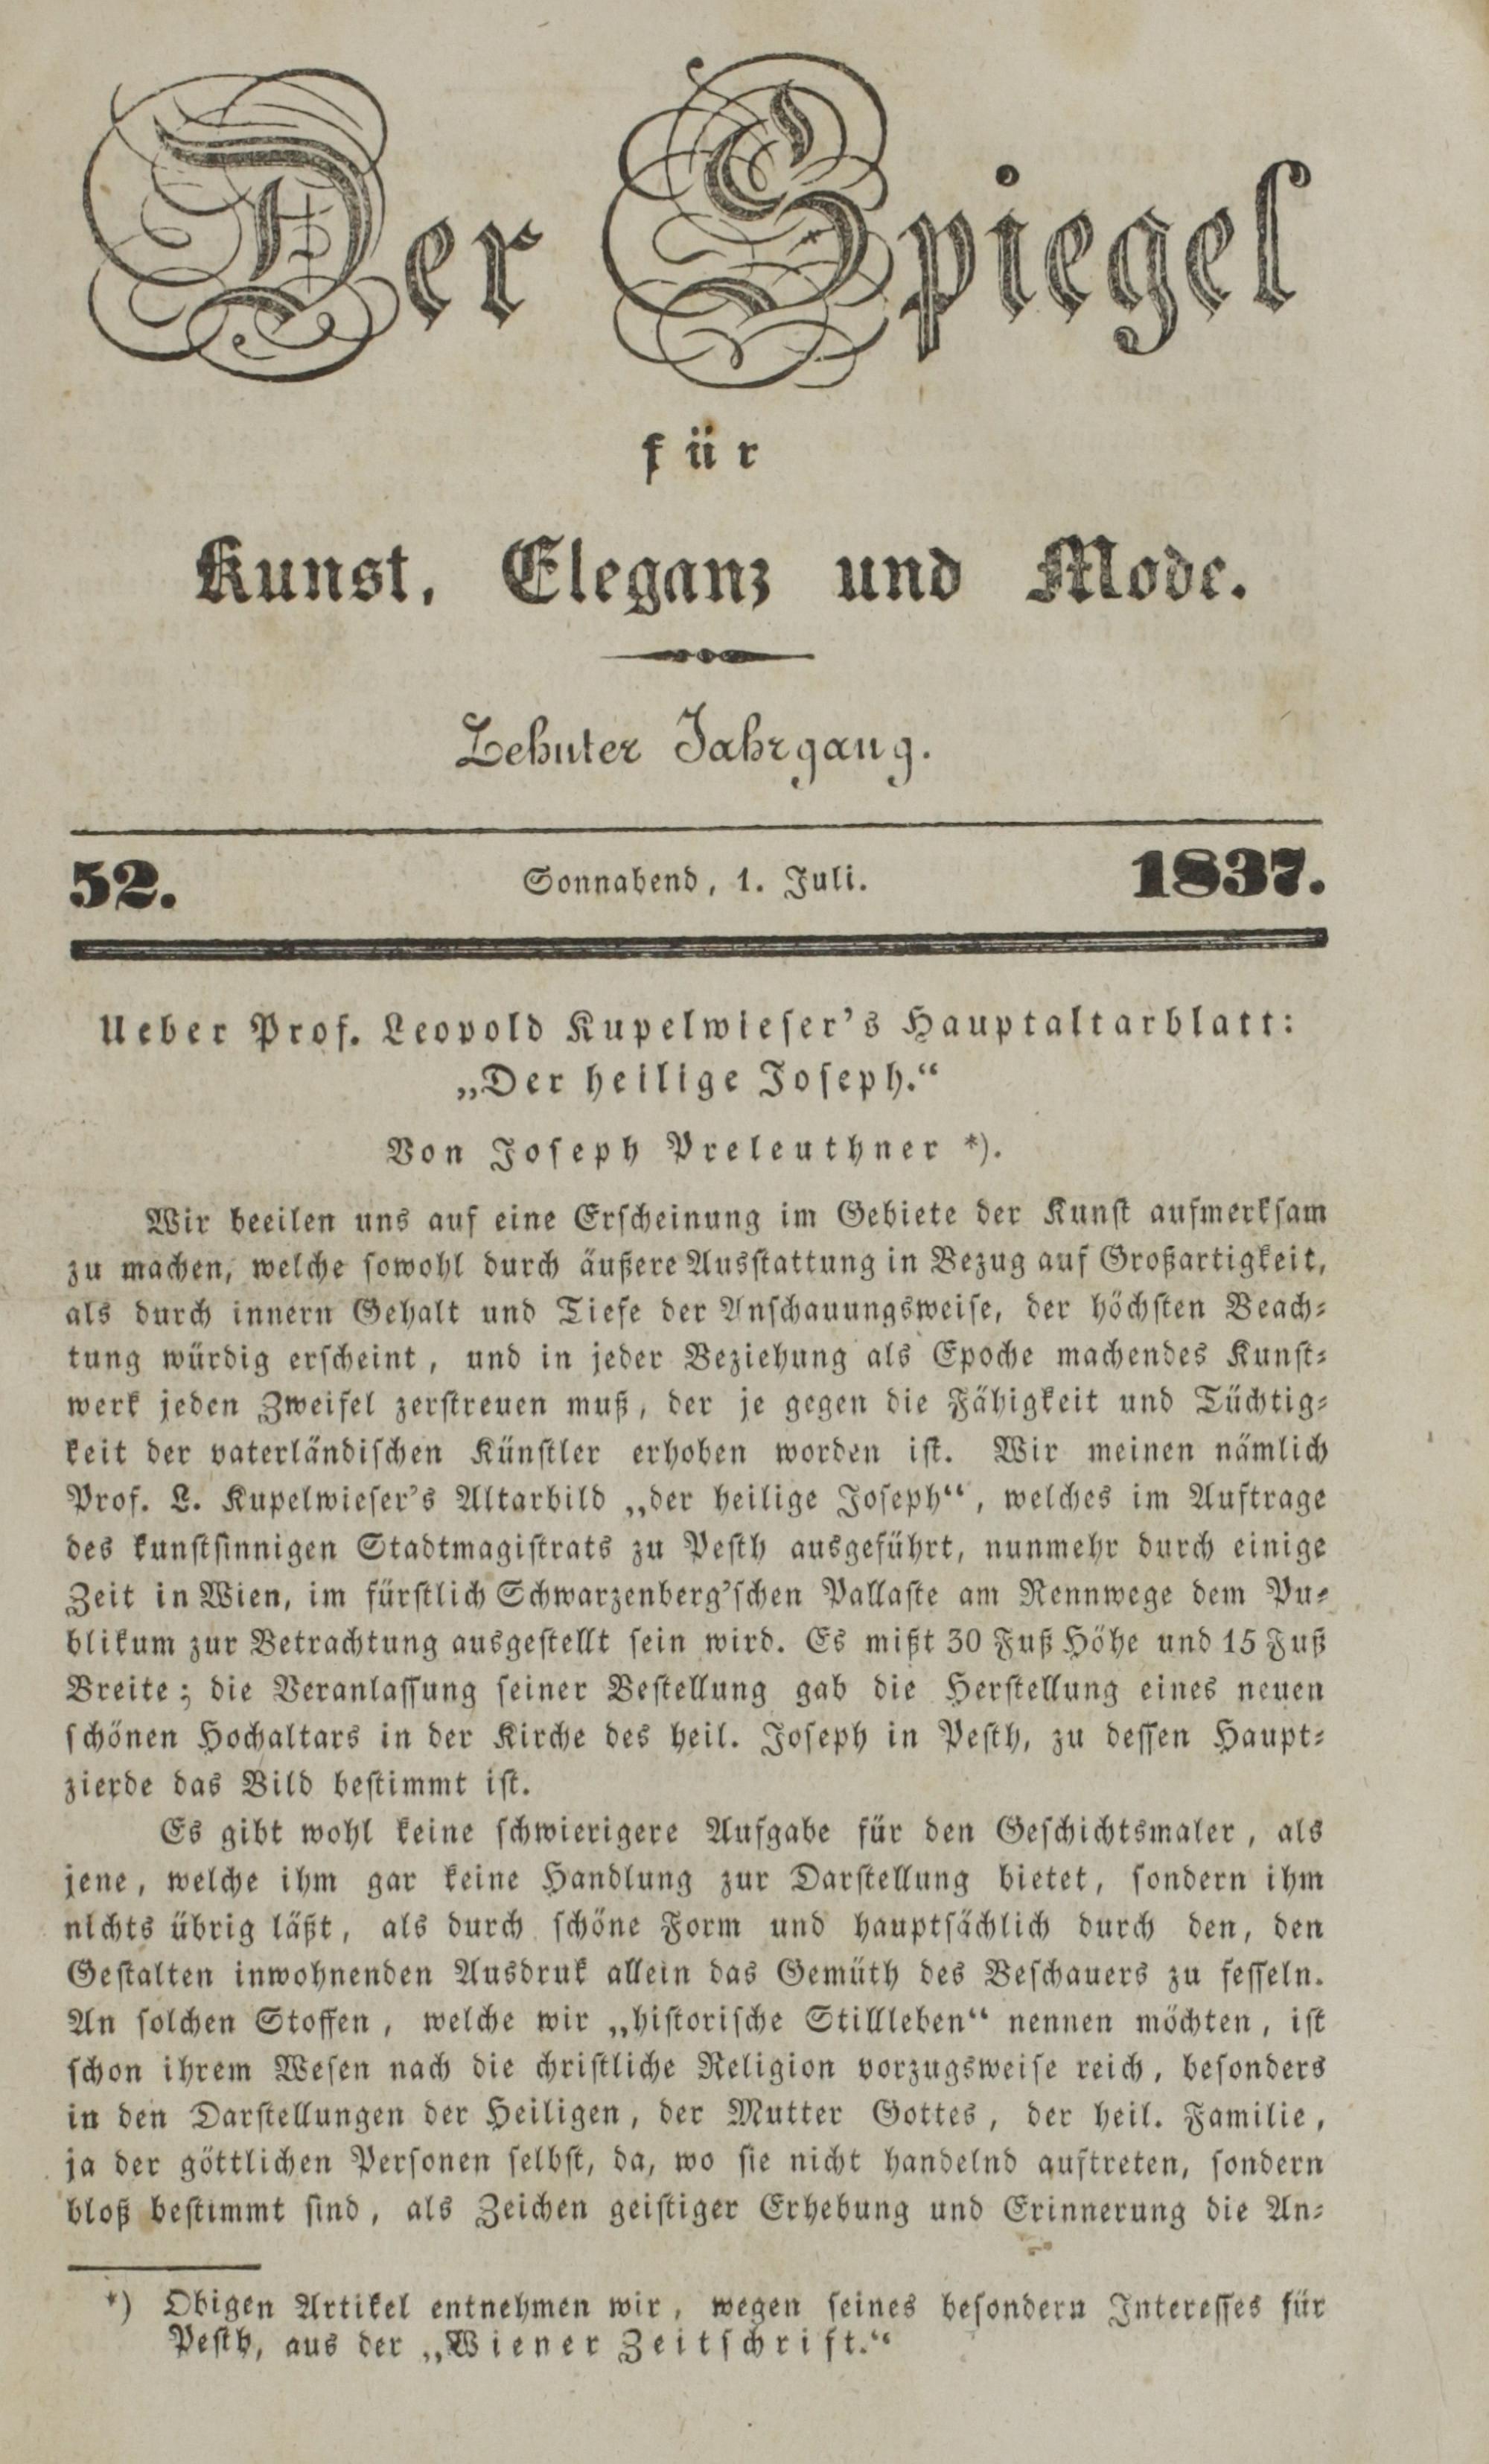 Der Spiegel
für
Kunst, Eleganz und Mode.
Zehnter Jahrgang.
52. Sonnabend, 1. Juli. 1837.
Ueber Prof. Leopold Kupelwieser's Hauptaltarblatt:
„Der heilige Joseph.“
Von Joseph Preleuthner *).
Wir beeilen uns auf eine Erscheinung im Gebiete der Kunst aufmerksam
zu machen, welche sowohl durch äußere Ausstattung in Bezug auf Großartigkeit,
als durch innern Gehalt und Tiefe der Anschauungsweise, der höchsten Beach-
tung würdig erscheint, und in jeder Beziehung als Epoche machendes Kunst-
werk jeden Zweifel zerstreuen muß, der je gegen die Fähigkeit und Tüchtig-
keit der vaterländischen Künstler erhoben worden ist. Wir meinen nämlich
Prof. L. Kupelwieser's Altarbild „der heilige Joseph“, welches im Auftrage
des kunstsinnigen Stadtmagistrats zu Pesth ausgeführt, nunmehr durch einige
Zeit in Wien, im fürstlich Schwarzenberg'schen Pallaste am Rennwege dem Pu-
blikum zur Betrachtung ausgestellt sein wird. Es mißt 30 Fuß Höhe und 15 Fuß
Breite; die Veranlassung seiner Bestellung gab die Herstellung eines neuen
schönen Hochaltars in der Kirche des heil. Joseph in Pesth, zu dessen Haupt-
zierde das Bild bestimmt ist.
Es gibt wohl keine schwierigere Aufgabe für den Geschichtsmaler, als
jene, welche ihm gar keine Handlung zur Darstellung bietet, sondern ihm
nichts übrig läßt, als durch schöne Form und hauptsächlich durch den, den
Gestalten inwohnenden Ausdruk allein das Gemüth des Beschauers zu fesseln.
An solchen Stoffen, welche wir „historische Stillleben“ nennen möchten, ist
schon ihrem Wesen nach die christliche Religion vorzugsweise reich, besonders
in den Darstellungen der Heiligen, der Mutter Gottes, der heil. Familie,
ja der göttlichen Personen selbst, da, wo sie nicht handelnd auftreten, sondern
bloß bestimmt sind, als Zeichen geistiger Erhebung und Erinnerung die An-
*) Obigen Artikel entnehmen wir, wegen seines besondern Interesses für
Pesth, aus der „Wiener Zeitschrift.“